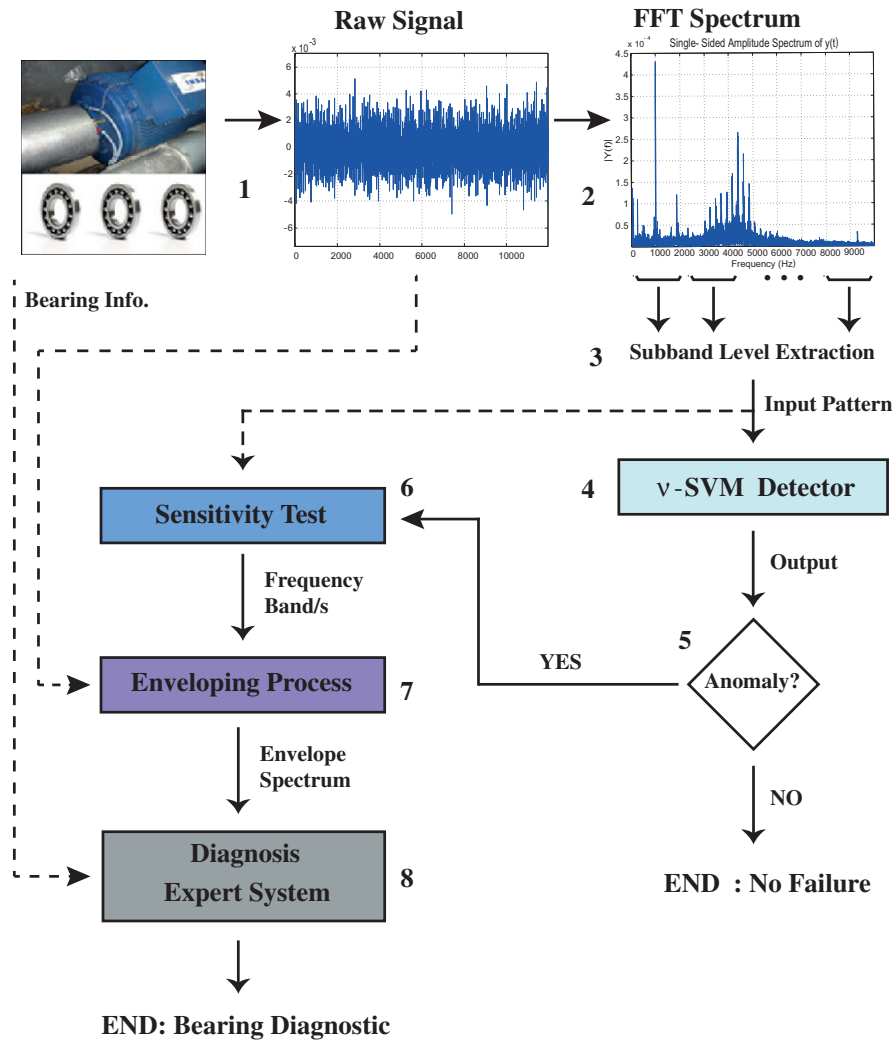 Raw Signal
FFT Spectrum
x 10⁻³
6
4
2
0
-2
-4
-6
0 2000 4000 6000 8000 10000
x 10⁻⁴
Single- Sided Amplitude Spectrum of y(t)
4.5
4
3.5
3
2.5
2
1.5
1
0.5
|Y(f)|
0 1000 2000 3000 4000 5000 6000 7000 8000 9000
Frequency (Hz)
1
2
Bearing Info.
3
Subband Level Extraction
Input Pattern
4
ν-SVM Detector
6
Sensitivity Test
Output
Frequency
Band/s
5
Anomaly?
YES
Enveloping Process
7
Envelope
Spectrum
NO
Diagnosis
Expert System
8
END : No Failure
END: Bearing Diagnostic